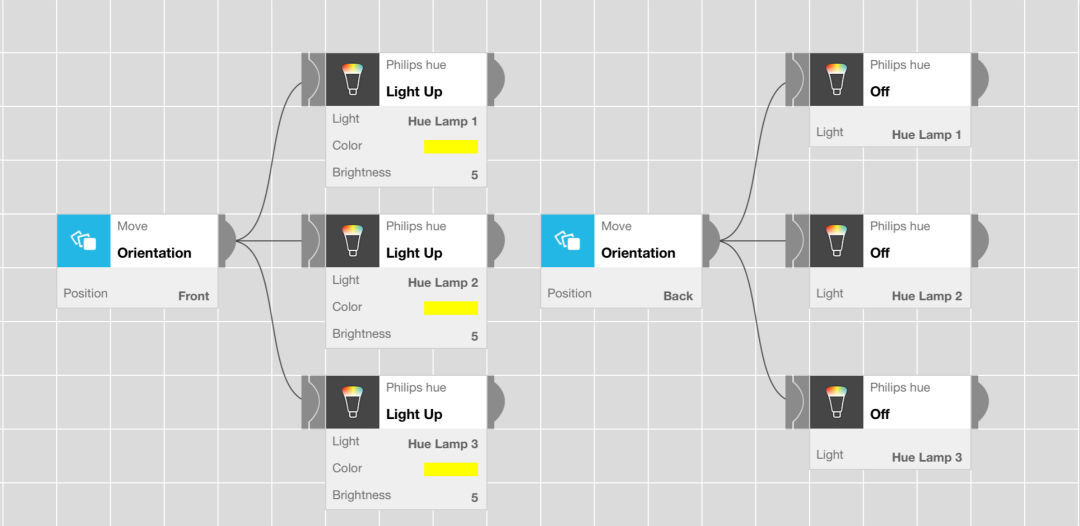 Philips hue
Light Up
Light Hue Lamp 1
Color
Brightness 5
Philips hue
Off
Light Hue Lamp 1
Move
Orientation
Position Front
Philips hue
Light Up
Light Hue Lamp 2
Color
Brightness 5
Move
Orientation
Position Back
Philips hue
Off
Light Hue Lamp 2
Philips hue
Light Up
Light Hue Lamp 3
Color
Brightness 5
Philips hue
Off
Light Hue Lamp 3